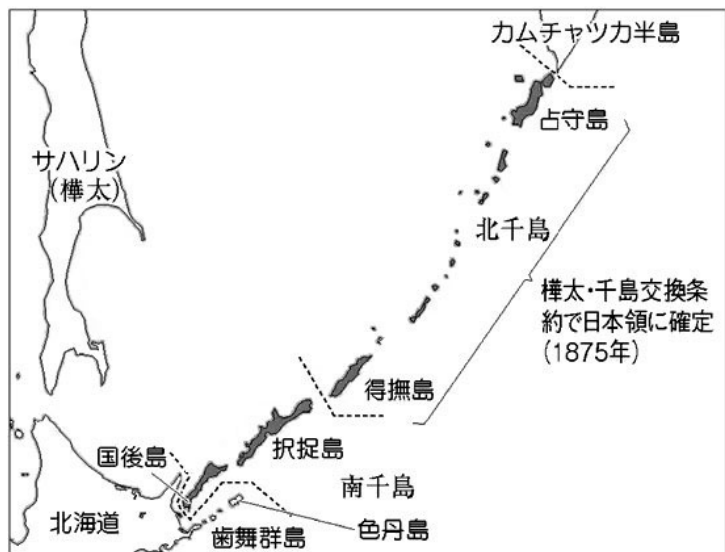 カムチャツカ半島
占守島
サハリン
(樺太)
北千島
樺太・千島交換条
約で日本領に確定
(1875年)
得撫島
択捉島
国後島
南千島
北海道
歯舞群島
色丹島